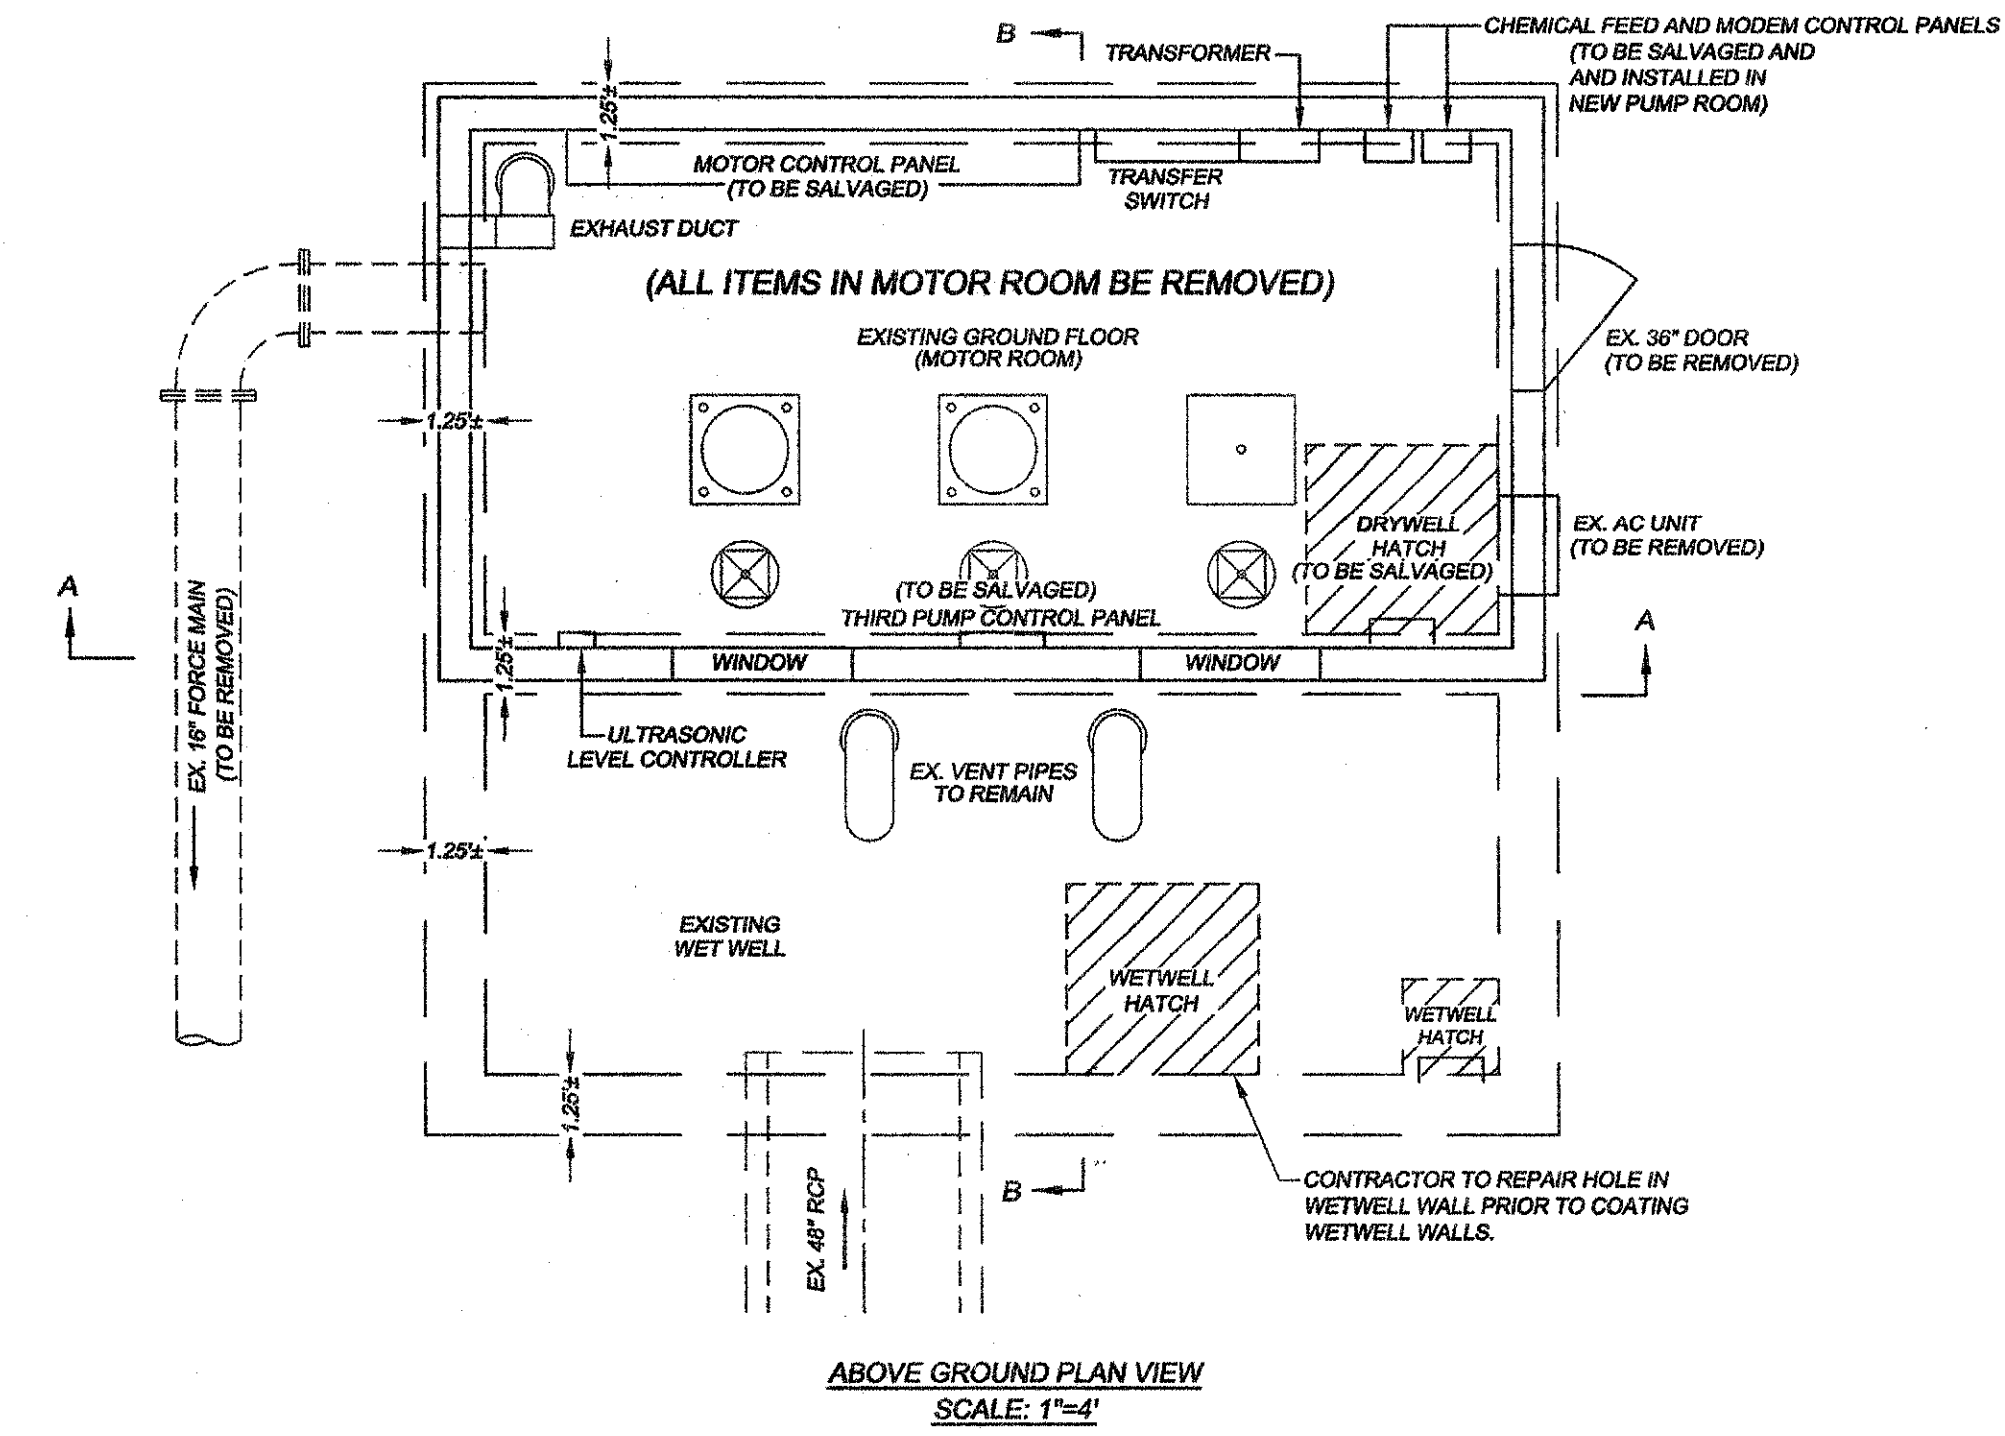 B
TRANSFORMER
CHEMICAL FEED AND MODEM CONTROL PANELS
(TO BE SALVAGED AND
AND INSTALLED IN
NEW PUMP ROOM)
1.25'±
MOTOR CONTROL PANEL
(TO BE SALVAGED)
TRANSFER
SWITCH
EXHAUST DUCT
(ALL ITEMS IN MOTOR ROOM BE REMOVED)
EXISTING GROUND FLOOR
(MOTOR ROOM)
EX. 36" DOOR
(TO BE REMOVED)
1.25'±
DRYWELL
HATCH
(TO BE SALVAGED)
EX. AC UNIT
(TO BE REMOVED)
A
EX. 16" FORCE MAIN
(TO BE REMOVED)
(TO BE SALVAGED)
THIRD PUMP CONTROL PANEL
A
1.25'±
WINDOW
WINDOW
ULTRASONIC
LEVEL CONTROLLER
EX. VENT PIPES
TO REMAIN
1.25'±
EXISTING
WET WELL
WETWELL
HATCH
WETWELL
HATCH
1.25'±
EX. 48" RCP
B
CONTRACTOR TO REPAIR HOLE IN
WETWELL WALL PRIOR TO COATING
WETWELL WALLS.
ABOVE GROUND PLAN VIEW
SCALE: 1"=4'